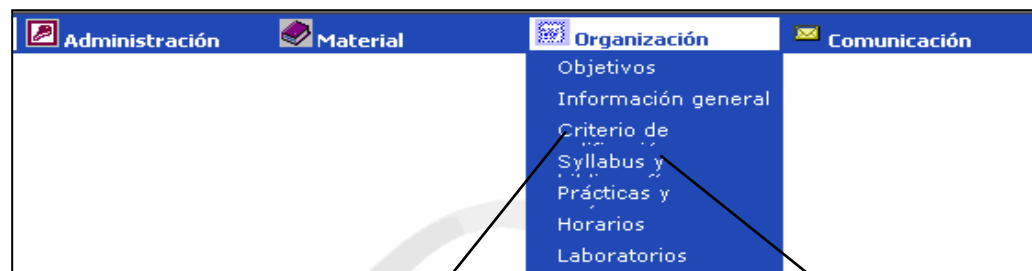 Administración
Material
Organización
Comunicación
Objetivos
Información general
Criterio de
Syllabus y
Prácticas y
Horarios
Laboratorios